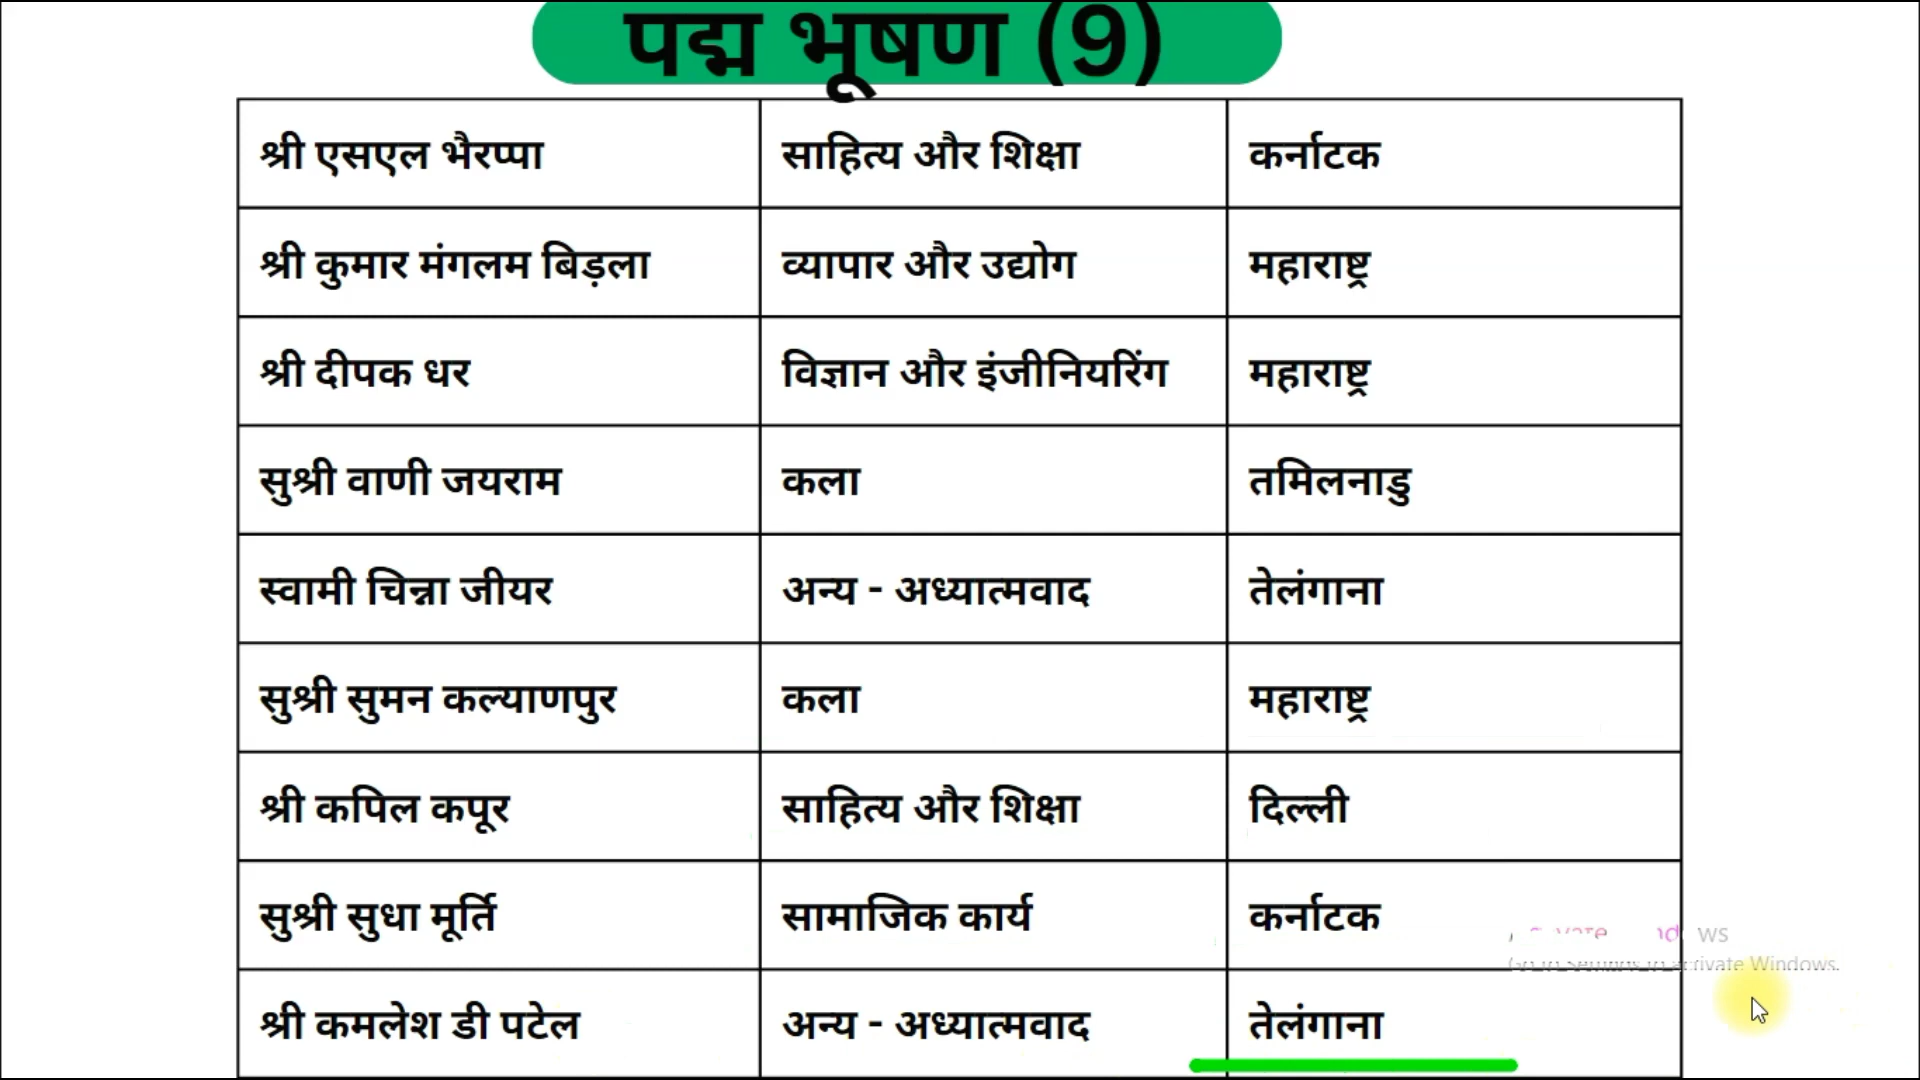 पद्म भूषण (9)
श्री एसएल भैरप्पा साहित्य और शिक्षा कर्नाटक
श्री कुमार मंगलम बिड़ला व्यापार और उद्योग महाराष्ट्र
श्री दीपक धर विज्ञान और इंजीनियरिंग महाराष्ट्र
सुश्री वाणी जयराम कला तमिलनाडु
स्वामी चिन्ना जीयर अन्य - अध्यात्मवाद तेलंगाना
सुश्री सुमन कल्याणपुर कला महाराष्ट्र
श्री कपिल कपूर साहित्य और शिक्षा दिल्ली
सुश्री सुधा मूर्ति सामाजिक कार्य कर्नाटक
Windows.
श्री कमलेश डी पटेल अन्य - अध्यात्मवाद तेलंगाना